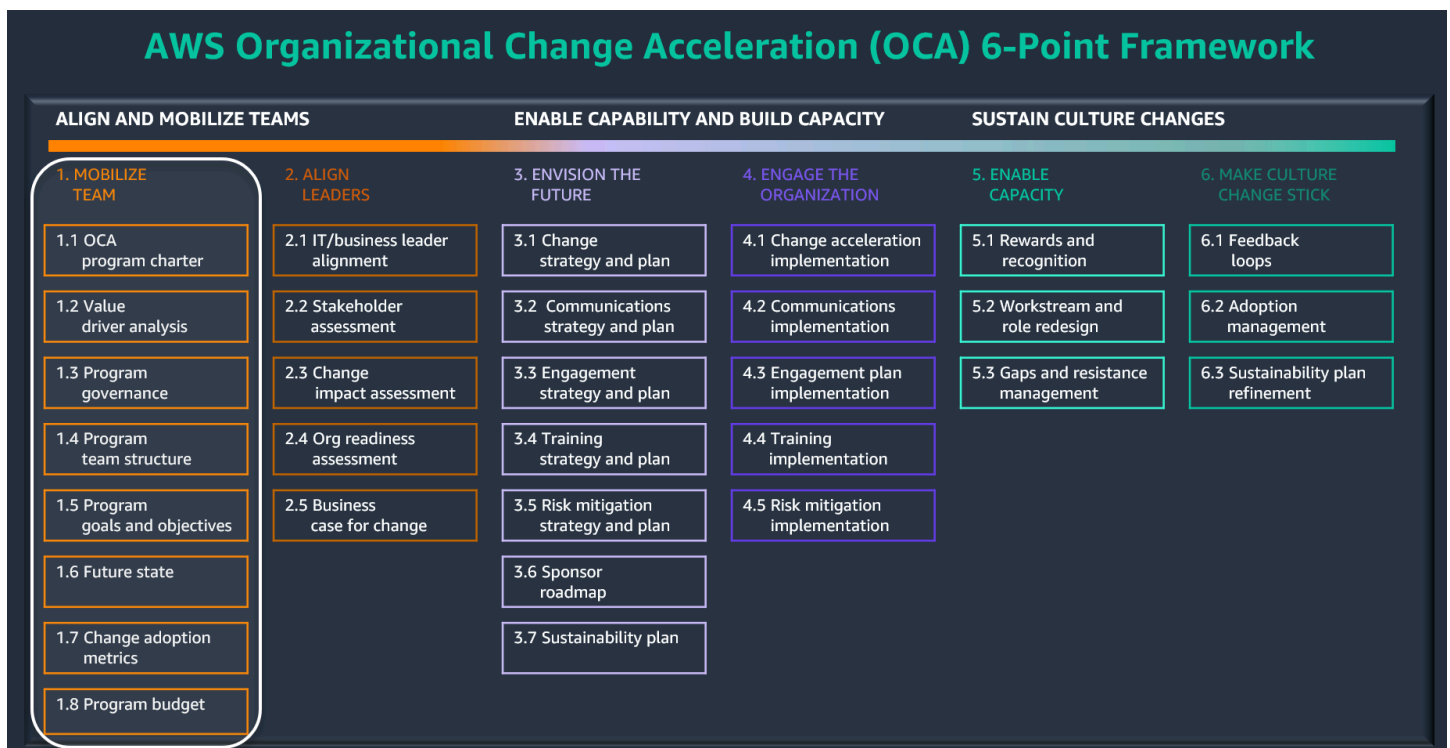 AWS Organizational Change Acceleration (OCA) 6-Point Framework
ALIGN AND MOBILIZE TEAMS
ENABLE CAPABILITY AND BUILD CAPACITY
SUSTAIN CULTURE CHANGES
1. MOBILIZE
TEAM
1.1 OCA
program charter
1.2 Value
driver analysis
1.3 Program
governance
1.4 Program
team structure
1.5 Program
goals and objectives
1.6 Future state
1.7 Change adoption
metrics
1.8 Program budget
2. ALIGN
LEADERS
2.1 IT/business leader
alignment
2.2 Stakeholder
assessment
2.3 Change
impact assessment
2.4 Org readiness
assessment
2.5 Business
case for change
3. ENVISION THE
FUTURE
3.1 Change
strategy and plan
3.2 Communications
strategy and plan
3.3 Engagement
strategy and plan
3.4 Training
strategy and plan
3.5 Risk mitigation
strategy and plan
3.6 Sponsor
roadmap
3.7 Sustainability plan
4. ENGAGE THE
ORGANIZATION
4.1 Change acceleration
implementation
4.2 Communications
implementation
4.3 Engagement plan
implementation
4.4 Training
implementation
4.5 Risk mitigation
implementation
5. ENABLE
CAPACITY
5.1 Rewards and
recognition
5.2 Workstream and
role redesign
5.3 Gaps and resistance
management
6. MAKE CULTURE
CHANGE STICK
6.1 Feedback
loops
6.2 Adoption
management
6.3 Sustainability plan
refinement